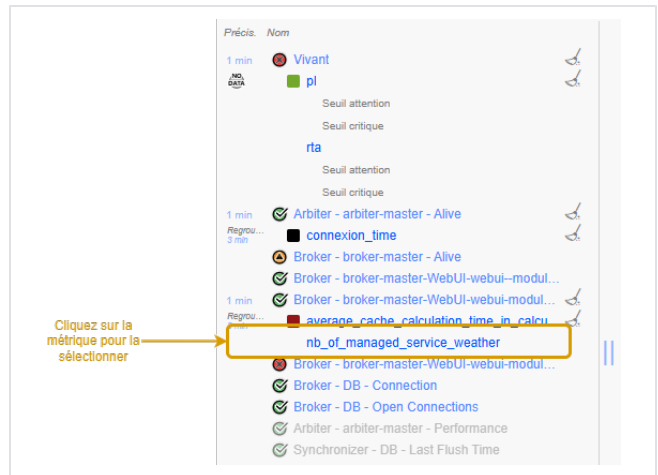 Précis. Nom
1 min Vivant
NO DATA pl
Seuil attention
Seuil critique
rta
Seuil attention
Seuil critique
1 min Arbiter - arbiter-master - Alive
Regrou... connexion_time
3 min
Broker - broker-master - Alive
Broker - broker-master-WebUI-webui--modul...
1 min Broker - broker-master-WebUI-webui-modul...
Regrou... average_cache_calculation_time_in_calcu
min
Cliquez sur la
métrique pour la
sélectionner
nb_of_managed_service_weather
Broker - broker-master-WebUI-webui-modul...
Broker - DB - Connection
Broker - DB - Open Connections
Arbiter - arbiter-master - Performance
Synchronizer - DB - Last Flush Time